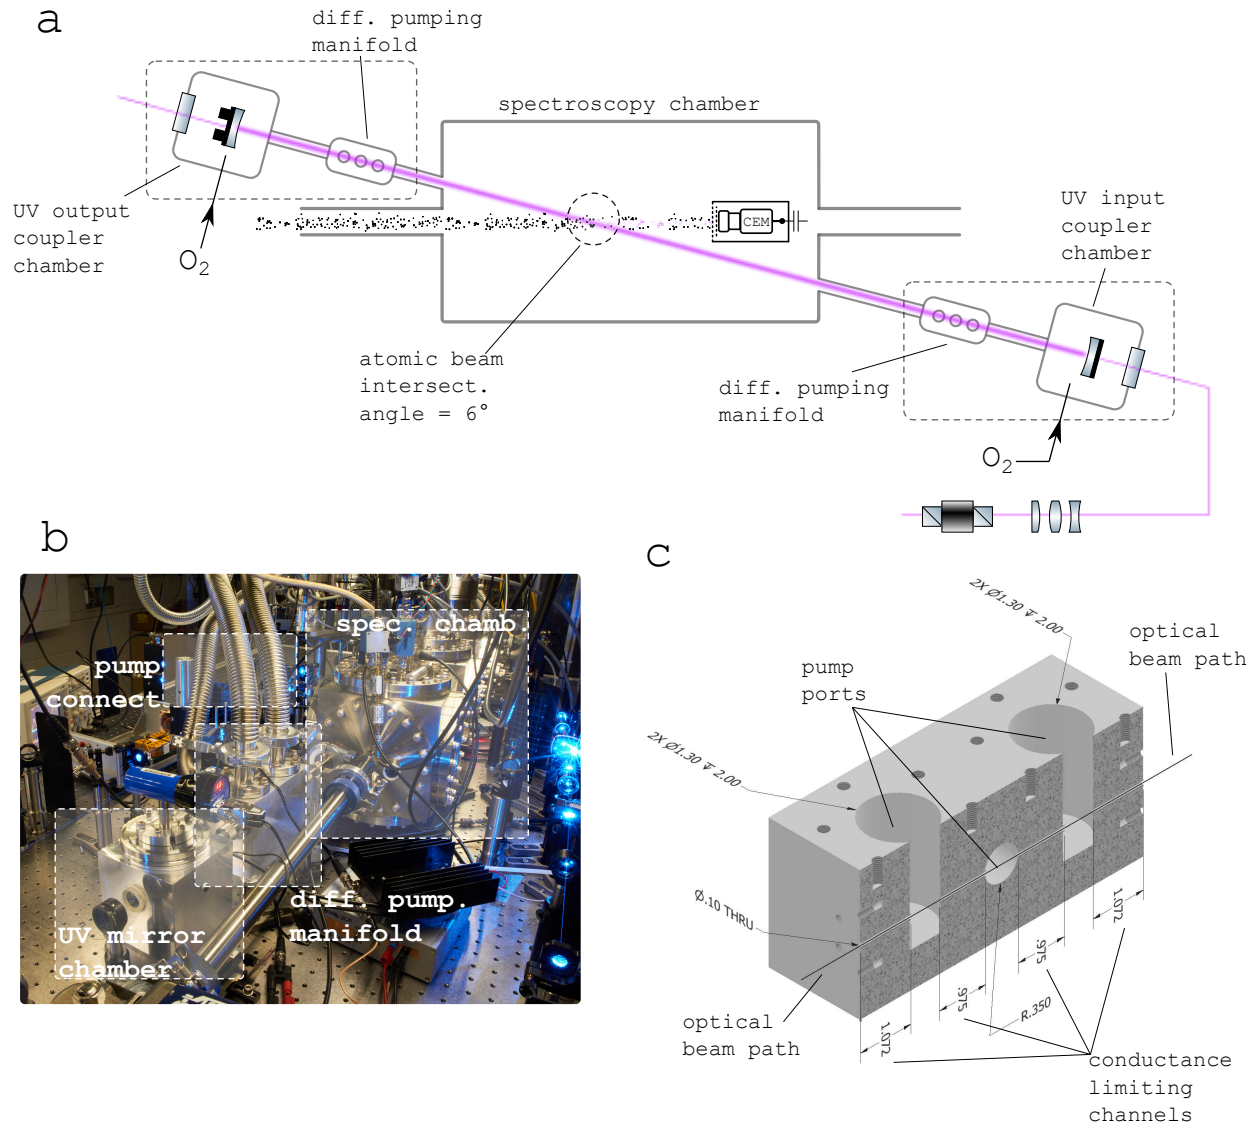 a
diff. pumping
manifold
spectroscopy chamber
UV output
coupler
chamber
O2
CEM
UV input
coupler
chamber
atomic beam
intersect.
angle = 6°
diff. pumping
manifold
O2
b
spec. chamb.
pump
connect
diff. pump.
manifold
UV mirror
chamber
c
2X Ø1.30 ↧ 2.00
optical
beam path
pump
ports
2X Ø1.30 ↧ 2.00
Ø.10 THRU
1.072
.975
.975
R.350
1.072
optical
beam path
conductance
limiting
channels